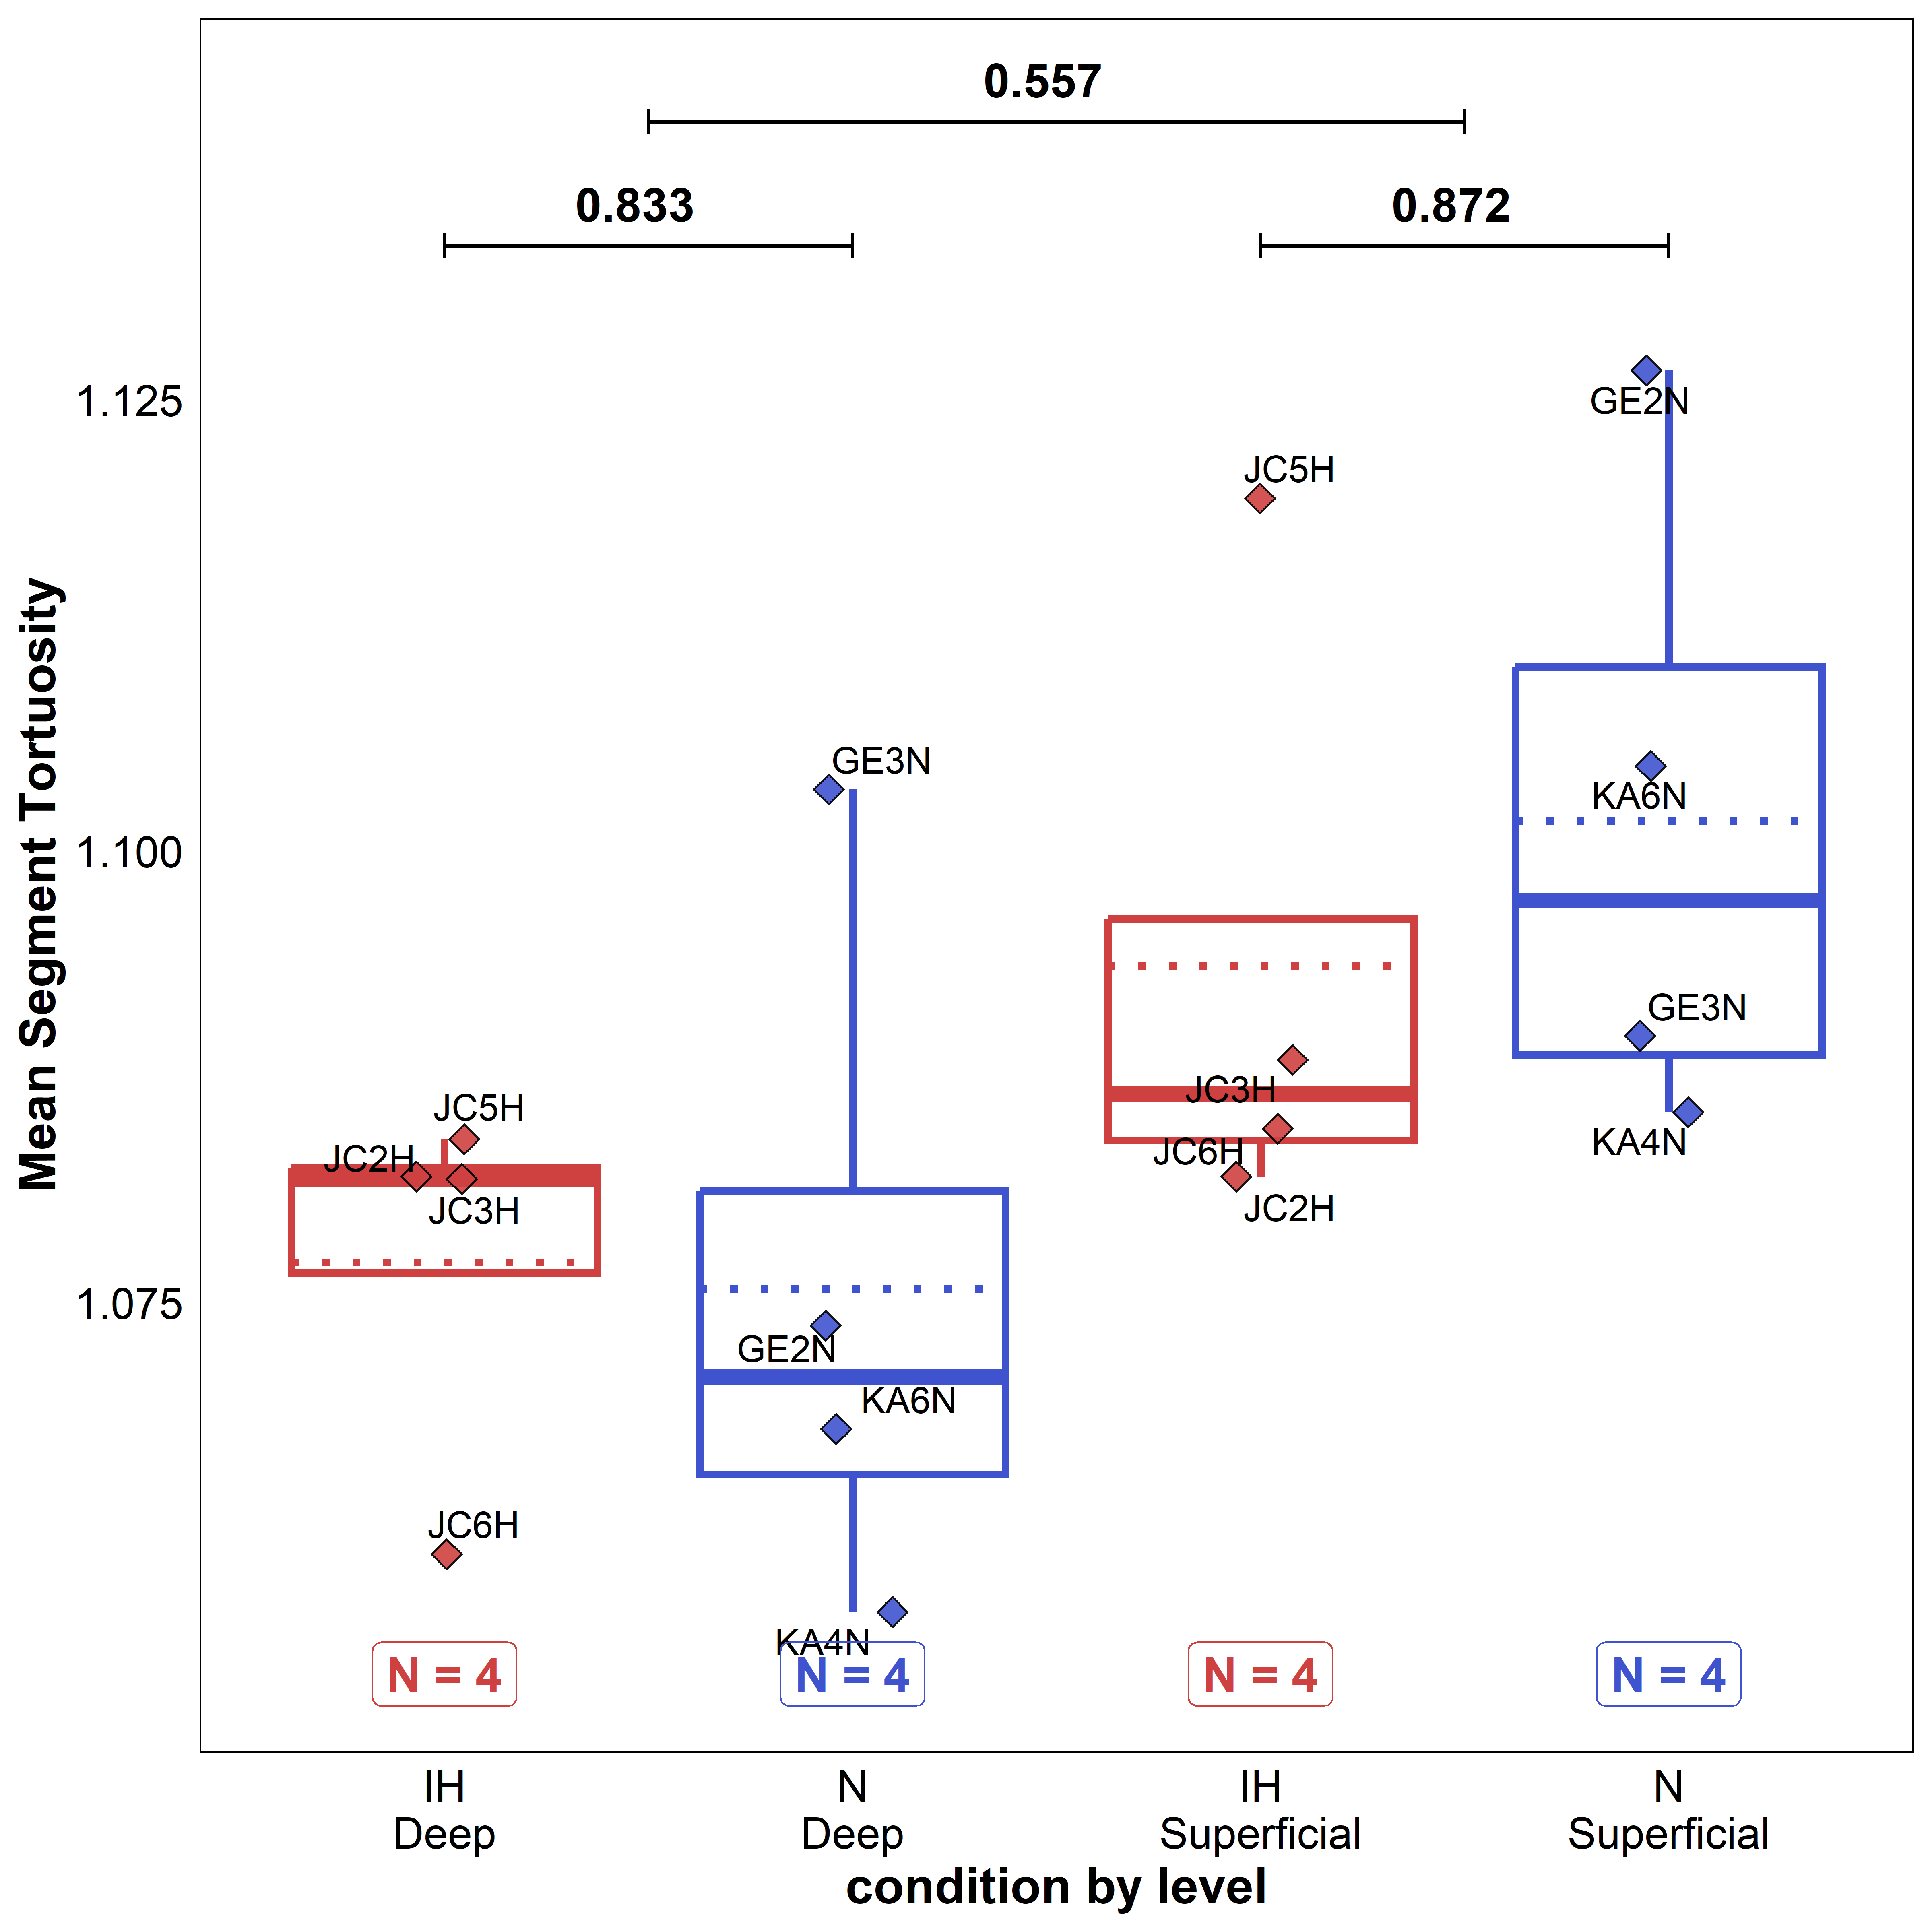 0.557
0.833
0.872
1.125
GE2N
JC5H
KA6N
GE3N
1.100
GE3N
JC3H
JC5H
KA4N
JC2H
JC6H
JC3H
JC2H
1.075
GE2N
KA6N
JC6H
KA4N
N = 4
N = 4
N = 4
N = 4
Mean Segment Tortuosity
IH
Deep
N
Deep
IH
Superficial
N
Superficial
condition by level